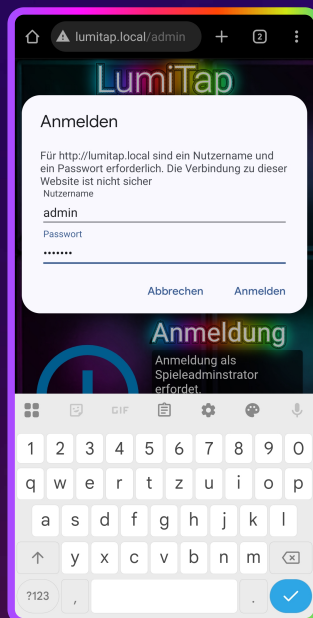 lumitap.local/admin
2
LumiTap
Anmelden
Für http://lumitap.local sind ein Nutzername und
ein Passwort erforderlich. Die Verbindung zu dieser
Website ist nicht sicher
Nutzername
admin
Passwort
•••••••
Abbrechen Anmelden
Anmeldung
Anmeldung als
Spieleadminstrator
erfordet.
GIF
1 2 3 4 5 6 7 8 9 0
q w e r t z u i o p
a s d f g h j k l
y x c v b n m
?123 , .